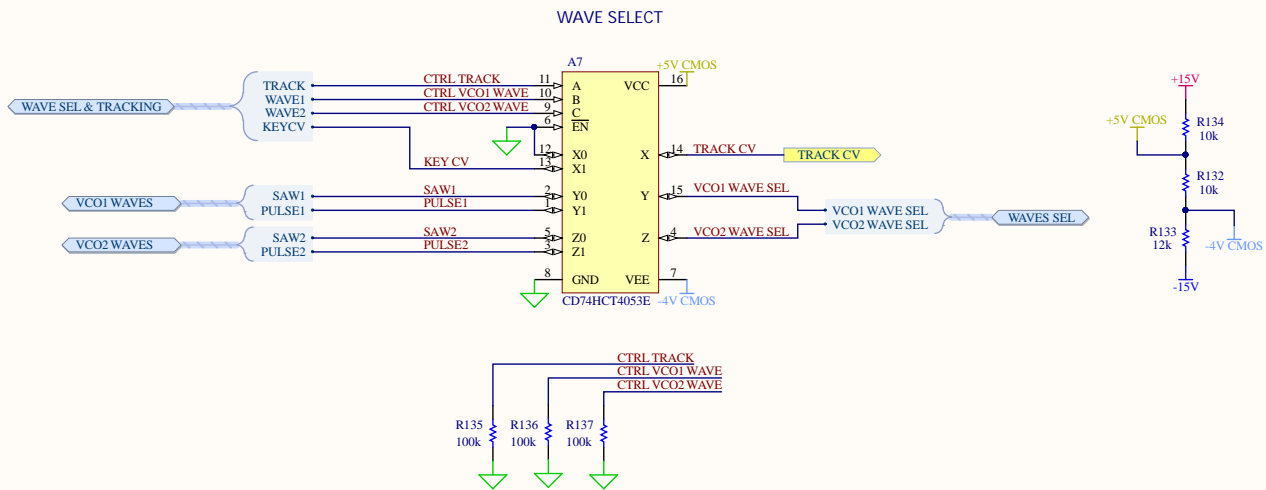 WAVE SELECT
A7
+5V CMOS
WAVE SEL & TRACKING
TRACK
WAVE1
WAVE2
KEYCV
CTRL TRACK
CTRL VCO1 WAVE
CTRL VCO2 WAVE
KEY CV
11
10
9
6
12
13
A
B
C
EN
X0
X1
VCC
16
X
14
TRACK CV
TRACK CV
VCO1 WAVES
SAW1
PULSE1
SAW1
PULSE1
2
1
Y0
Y1
Y
15
VCO1 WAVE SEL
VCO1 WAVE SEL
VCO2 WAVE SEL
WAVES SEL
VCO2 WAVES
SAW2
PULSE2
SAW2
PULSE2
5
3
Z0
Z1
Z
4
VCO2 WAVE SEL
8
GND
VEE
7
CD74HCT4053E
-4V CMOS
+15V
+5V CMOS
R134
10k
R132
10k
R133
12k
-4V CMOS
-15V
CTRL TRACK
CTRL VCO1 WAVE
CTRL VCO2 WAVE
R135
100k
R136
100k
R137
100k